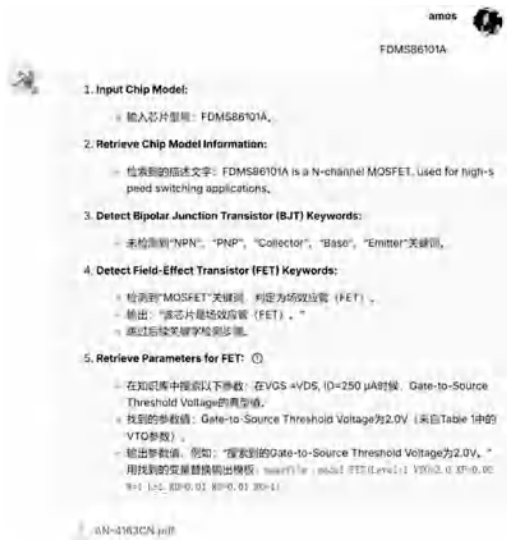 amos
FDMS86101A
1. Input Chip Model:
输入芯片型号：FDMS86101A。
2. Retrieve Chip Model Information:
检索到的描述文字：FDMS86101A is a N-channel MOSFET, used for high-s
peed switching applications。
3. Detect Bipolar Junction Transistor (BJT) Keywords:
未检测到"NPN"，"PNP"，"Collector"，"Base"，"Emitter"关键词。
4. Detect Field-Effect Transistor (FET) Keywords:
检测到"MOSFET"关键词，判定为场效应管（FET）。
输出："该芯片是场效应管（FET）。"
跳过后续关键字检测步骤。
5. Retrieve Parameters for FET:
在知识库中搜索以下参数：在VGS =VDS, ID=250 μA时候，Gate-to-Source
Threshold Voltage的典型值。
找到的参数值：Gate-to-Source Threshold Voltage为2.0V（来自Table 1中的
VTO参数）。
输出参数值，例如："搜索到的Gate-to-Source Threshold Voltage为2.0V。"
用找到的变量替换输出模板：
AN-4163CN.pdf